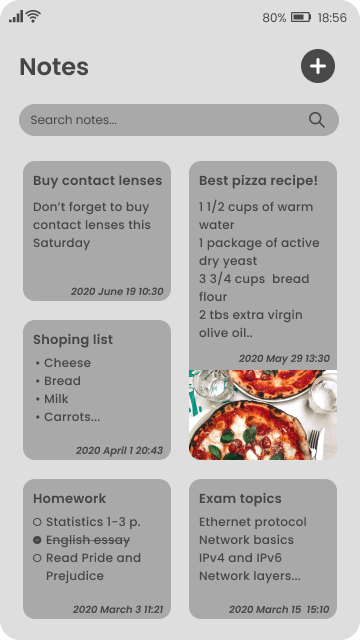 80% 18:56
Notes
Search notes...
Buy contact lenses
Don't forget to buy
contact lenses this
Saturday
2020 June 19 10:30
Best pizza recipe!
1 1/2 cups of warm
water
1 package of active
dry yeast
3 3/4 cups bread
flour
2 tbs extra virgin
olive oil..
2020 May 29 13:30
Shoping list
• Cheese
• Bread
• Milk
• Carrots...
2020 April 1 20:43
Homework
Statistics 1-3 p.
English essay
Read Pride and
Prejudice
2020 March 3 11:21
Exam topics
Ethernet protocol
Network basics
IPv4 and IPv6
Network layers...
2020 March 15 15:10